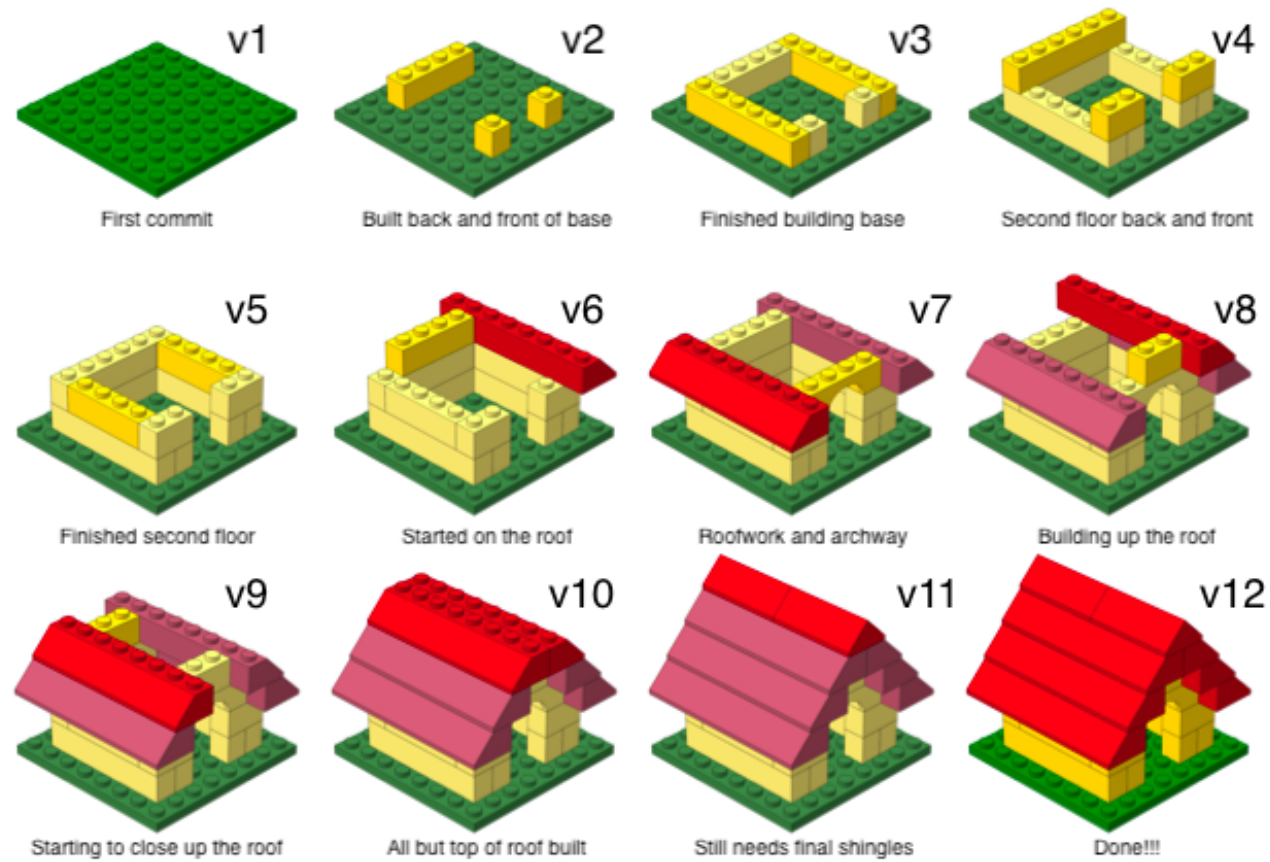 v1
v2
v3
v4
First commit
Built back and front of base
Finished building base
Second floor back and front
v5
v6
v7
v8
Finished second floor
Started on the roof
Roofwork and archway
Building up the roof
v9
v10
v11
v12
Starting to close up the roof
All but top of roof built
Still needs final shingles
Done!!!